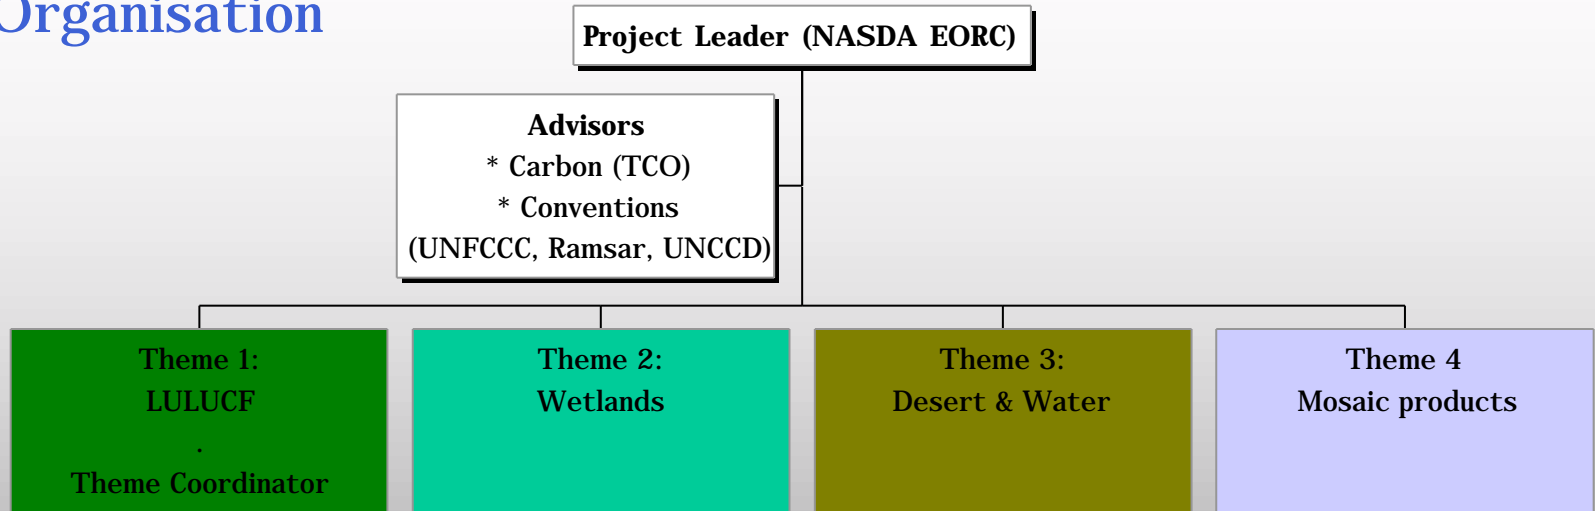 Organisation
Project Leader (NASDA EORC)
Advisors
* Carbon (TCO)
* Conventions
(UNFCCC, Ramsar, UNCCD)
Theme 1:
LULUCF
.
Theme Coordinator
Theme 2:
Wetlands
Theme 3:
Desert & Water
Theme 4
Mosaic products